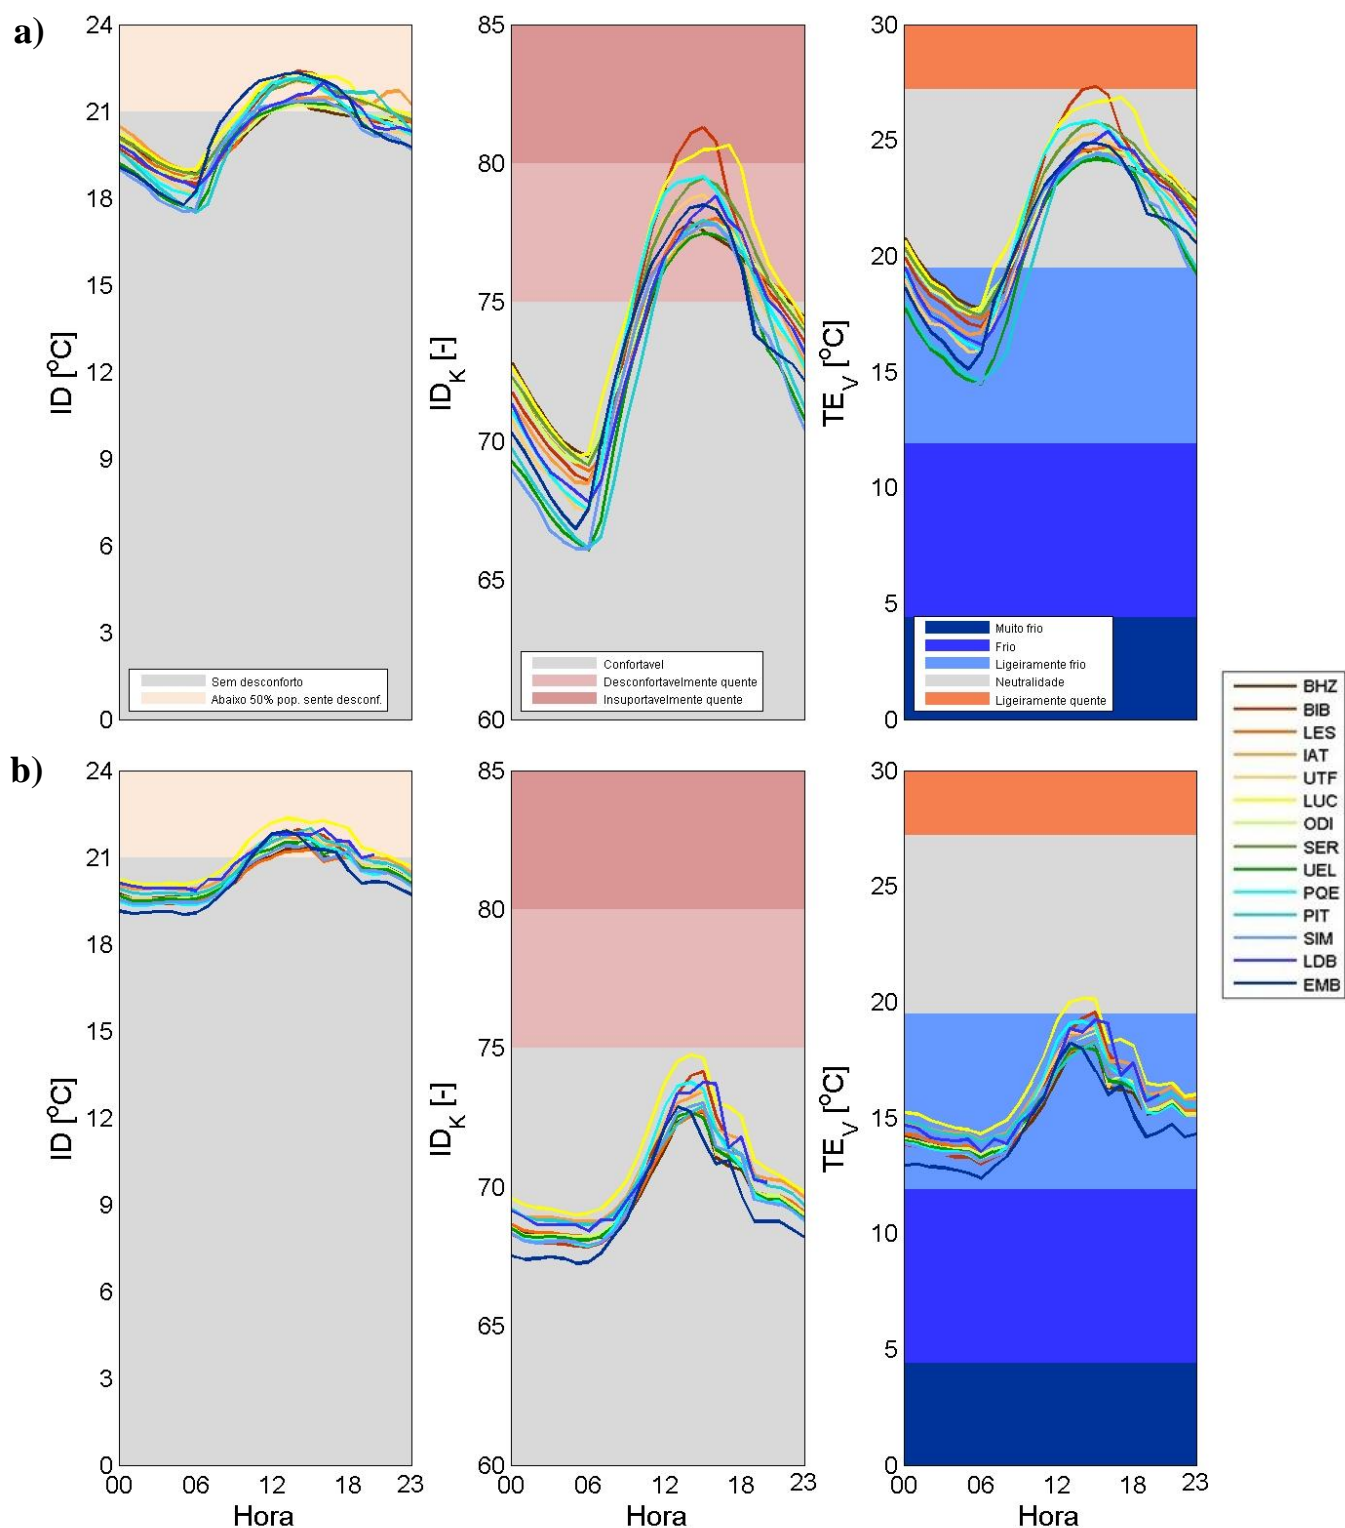 a)
24
21
18
15
12
9
6
3
0
ID [ºC]
Sem desconforto
Abaixo 50% pop. sente desconf.
85
80
75
70
65
60
ID_K [-]
Confortavel
Desconfortavelmente quente
Insuportavelmente quente
30
25
20
15
10
5
0
TE_V [ºC]
Muito frio
Frio
Ligeiramente frio
Neutralidade
Ligeiramente quente
BHZ
BIB
LES
IAT
UTF
LUC
ODI
SER
UEL
PQE
PIT
SIM
LDB
EMB
b)
24
21
18
15
12
9
6
3
0
ID [ºC]
00 06 12 18 23
Hora
85
80
75
70
65
60
ID_K [-]
00 06 12 18 23
Hora
30
25
20
15
10
5
0
TE_V [ºC]
00 06 12 18 23
Hora